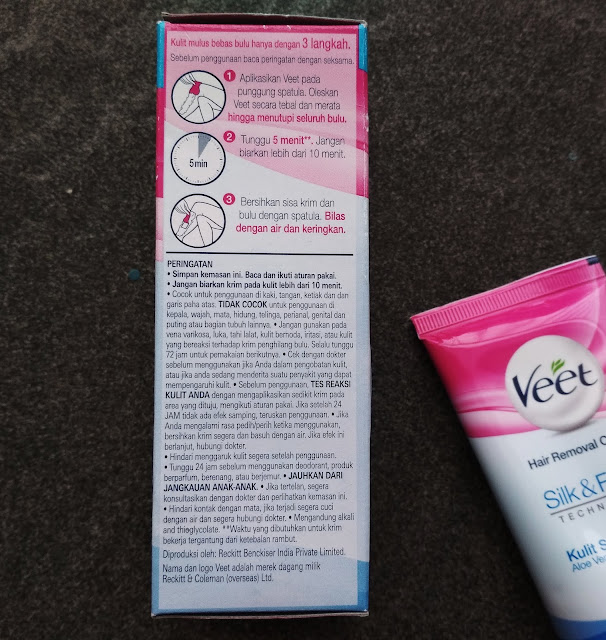 Kulit mulus bebas bulu hanya dengan 3 langkah.
Sebelum penggunaan baca peringatan dengan seksama.
1 Aplikasikan Veet pada
punggung spatula. Oleskan
Veet secara tebal dan merata
hingga menutupi seluruh bulu.
2 Tunggu 5 menit**. Jangan
biarkan lebih dari 10 menit.
5 min
3 Bersihkan sisa krim dan
bulu dengan spatula. Bilas
dengan air dan keringkan.
PERINGATAN
• Simpan kemasan ini. Baca dan ikuti aturan pakai.
• Jangan biarkan krim pada kulit lebih dari 10 menit.
• Cocok untuk penggunaan di kaki, tangan, ketiak dan dan
garis paha atas. TIDAK COCOK untuk penggunaan di
kepala, wajah, mata, hidung, telinga, perianal, genital dan
puting atau bagian tubuh lainnya. • Jangan gunakan pada
vena varikosa, luka, tahi lalat, kulit bernoda, iritasi, atau kulit
yang bereaksi terhadap krim penghilang bulu. Selalu tunggu
72 jam untuk pemakaian berikutnya. • Cek dengan dokter
sebelum menggunakan jika Anda dalam pengobatan kulit,
atau jika anda sedang menderita suatu penyakit yang dapat
mempengaruhi kulit. • Sebelum penggunaan, TES REAKSI
KULIT ANDA dengan mengaplikasikan sedikit krim pada
area yang dituju, mengikuti aturan pakai. Jika setelah 24
JAM tidak ada efek samping, teruskan penggunaan. • Jika
Anda mengalami rasa pedih/perih ketika menggunakan,
bersihkan krim segera dan basuh dengan air. Jika efek ini
berlanjut, hubungi dokter.
• Hindari menggaruk kulit segera setelah penggunaan.
• Tunggu 24 jam sebelum menggunakan deodorant, produk
berparfum, berenang, atau berjemur. • JAUHKAN DARI
JANGKAUAN ANAK-ANAK. • Jika tertelan, segera
konsultasikan dengan dokter dan perlihatkan kemasan ini.
• Hindari kontak dengan mata, jika terjadi segera cuci
dengan air dan segera hubungi dokter. • Mengandung alkali
and thioglycolate. **Waktu yang dibutuhkan untuk krim
bekerja tergantung dari ketebalan rambut.
Diproduksi oleh: Reckitt Benckiser India Private Limited.
Nama dan logo Veet adalah merek dagang milik
Reckitt & Coleman (overseas) Ltd.
Veet
Hair Removal C
Silk & F
TECHN
Kulit S
Aloe Ve